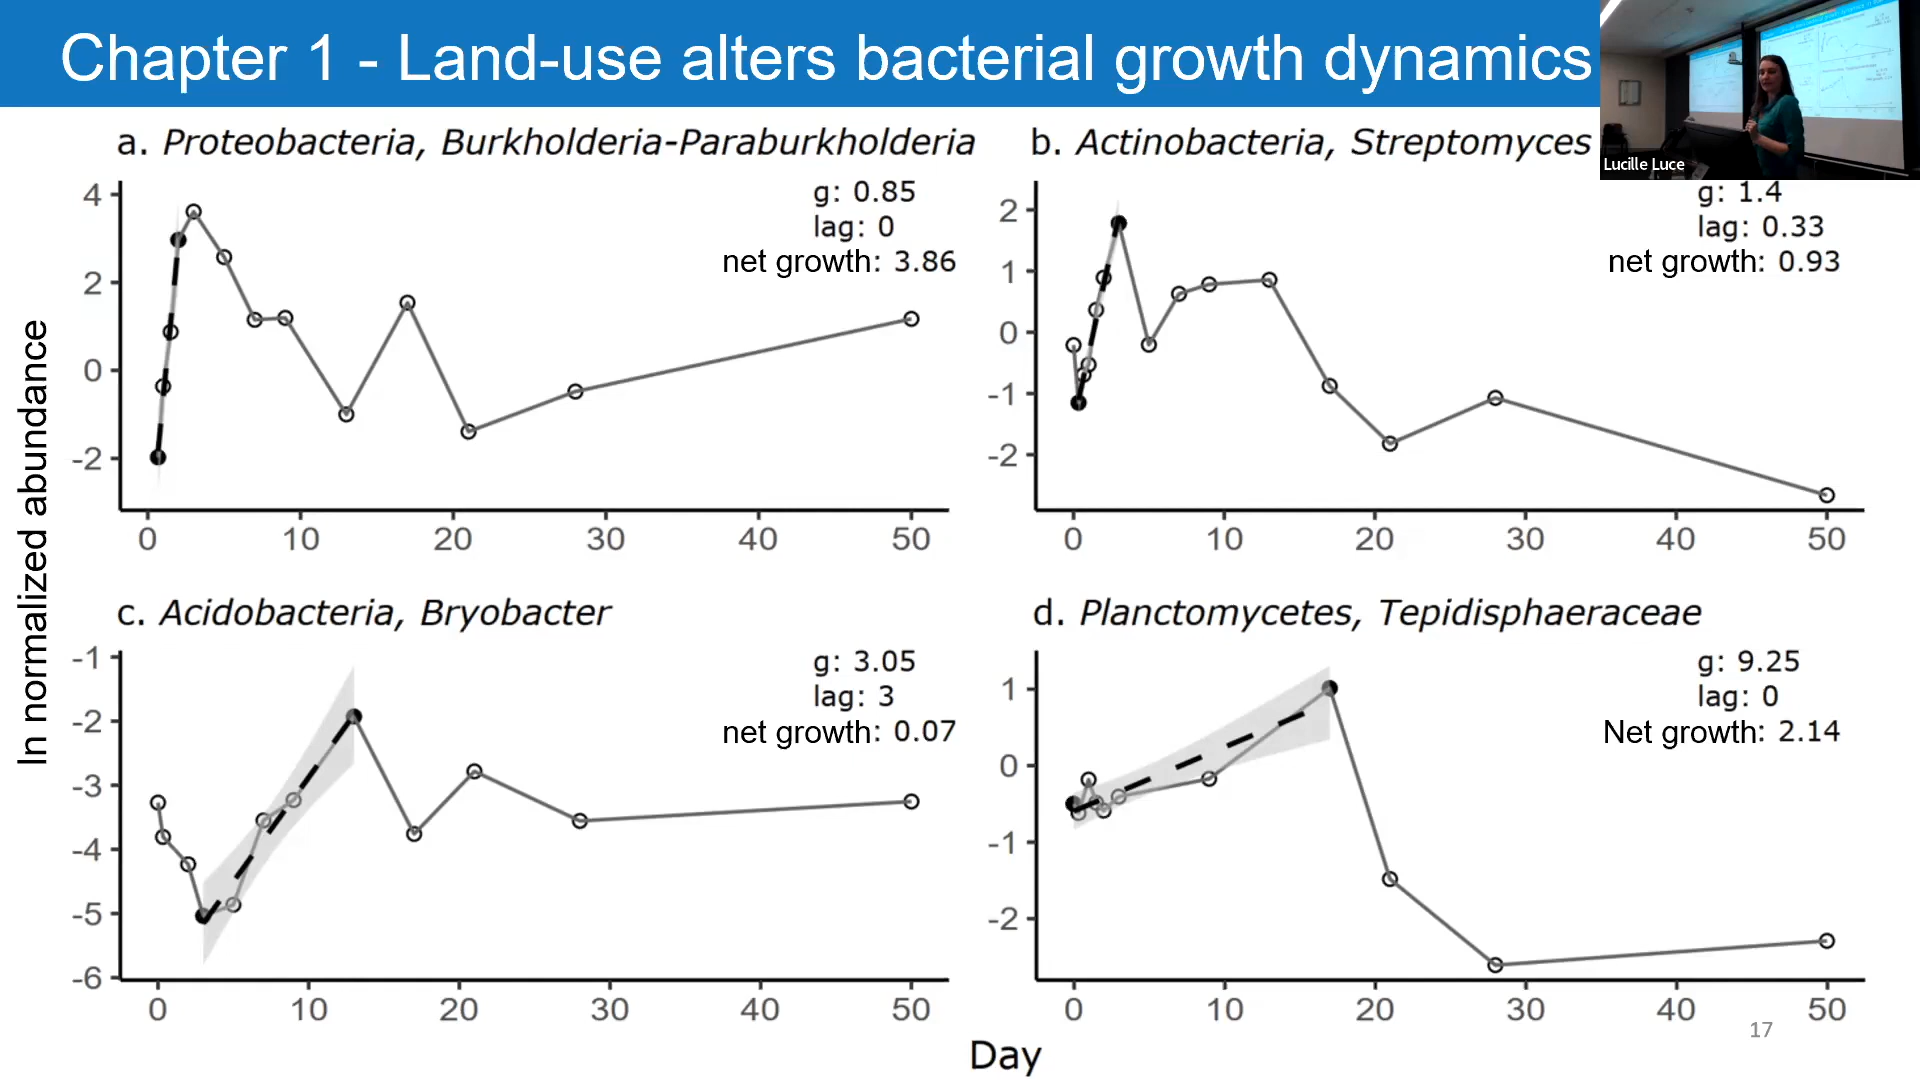 Chapter 1 - Land-use alters bacterial growth dynamics
Lucille Luce
a. Proteobacteria, Burkholderia-Paraburkholderia
g: 0.85
lag: 0
net growth: 3.86
4
2
0
-2
0 10 20 30 40 50
b. Actinobacteria, Streptomyces
g: 1.4
lag: 0.33
net growth: 0.93
2
1
0
-1
-2
0 10 20 30 40 50
ln normalized abundance
c. Acidobacteria, Bryobacter
g: 3.05
lag: 3
net growth: 0.07
-1
-2
-3
-4
-5
-6
0 10 20 30 40 50
d. Planctomycetes, Tepidisphaeraceae
g: 9.25
lag: 0
Net growth: 2.14
1
0
-1
-2
0 10 20 30 40 50
Day
17